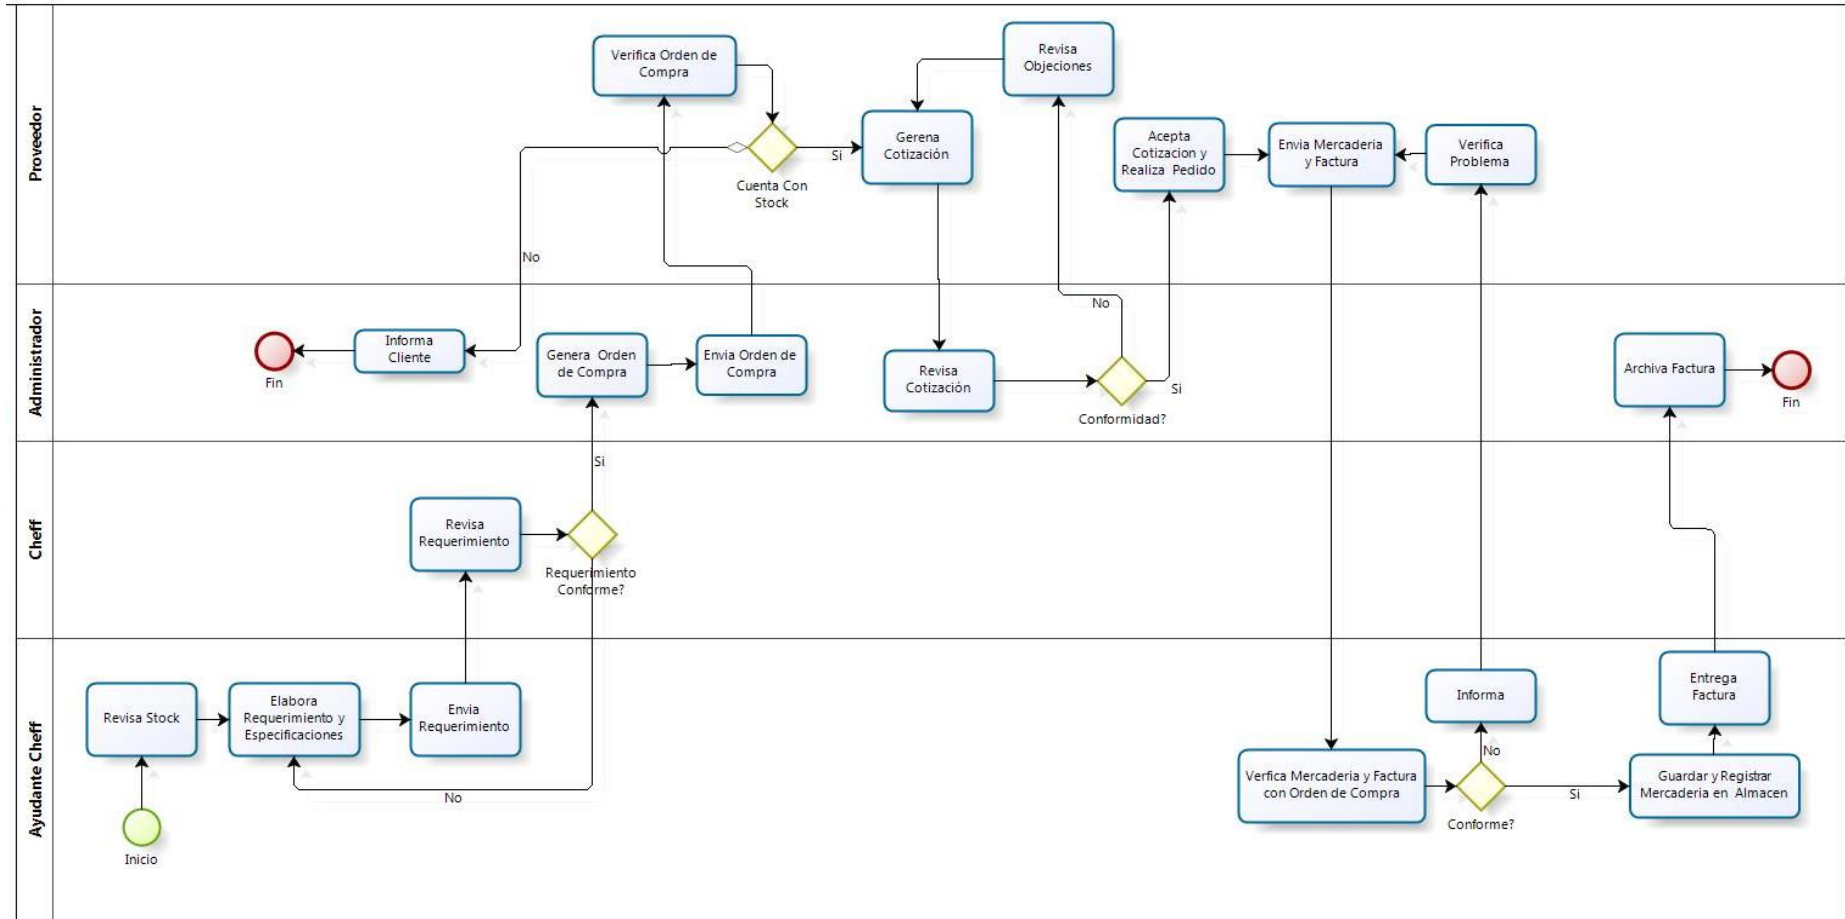 Proveedor
Verifica Orden de
Compra
Cuenta Con
Stock
Si
No
Gerena
Cotización
Revisa
Objeciones
Acepta
Cotizacion y
Realiza Pedido
Envia Mercaderia
y Factura
Verifica
Problema
Administrador
Fin
Informa
Cliente
Genera Orden
de Compra
Envia Orden de
Compra
Revisa
Cotización
Conformidad?
No
Si
Archiva Factura
Fin
Cheff
Revisa
Requerimiento
Requerimiento
Conforme?
Si
Ayudante Cheff
Revisa Stock
Elabora
Requerimiento y
Especificaciones
Envia
Requerimiento
No
Inicio
Verfica Mercaderia y Factura
con Orden de Compra
Conforme?
No
Si
Informa
Guardar y Registrar
Mercaderia en Almacen
Entrega
Factura